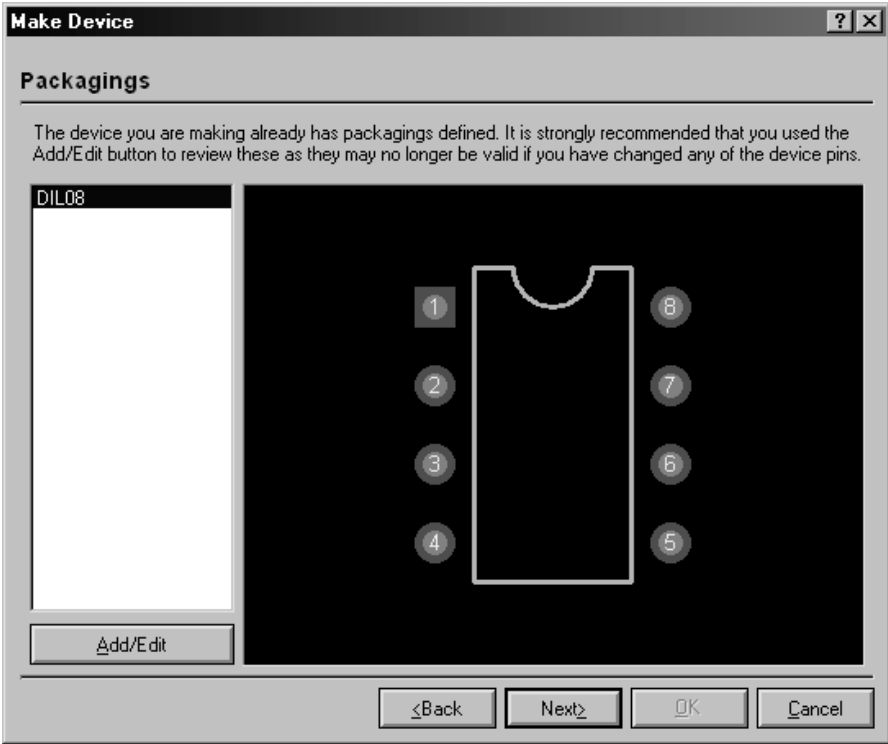 Make Device
Packagings
The device you are making already has packagings defined. It is strongly recommended that you used the
Add/Edit button to review these as they may no longer be valid if you have changed any of the device pins.
DIL08
1 8
2 7
3 6
4 5
Add/Edit
<Back Next> OK Cancel